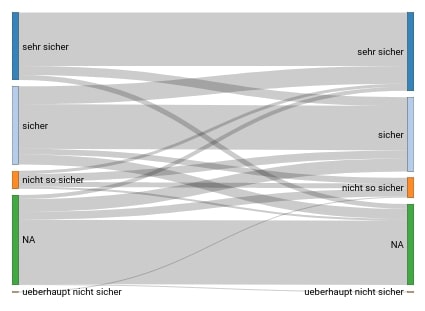 sehr sicher
sehr sicher
sicher
sicher
nicht so sicher
nicht so sicher
NA
NA
ueberhaupt nicht sicher
ueberhaupt nicht sicher